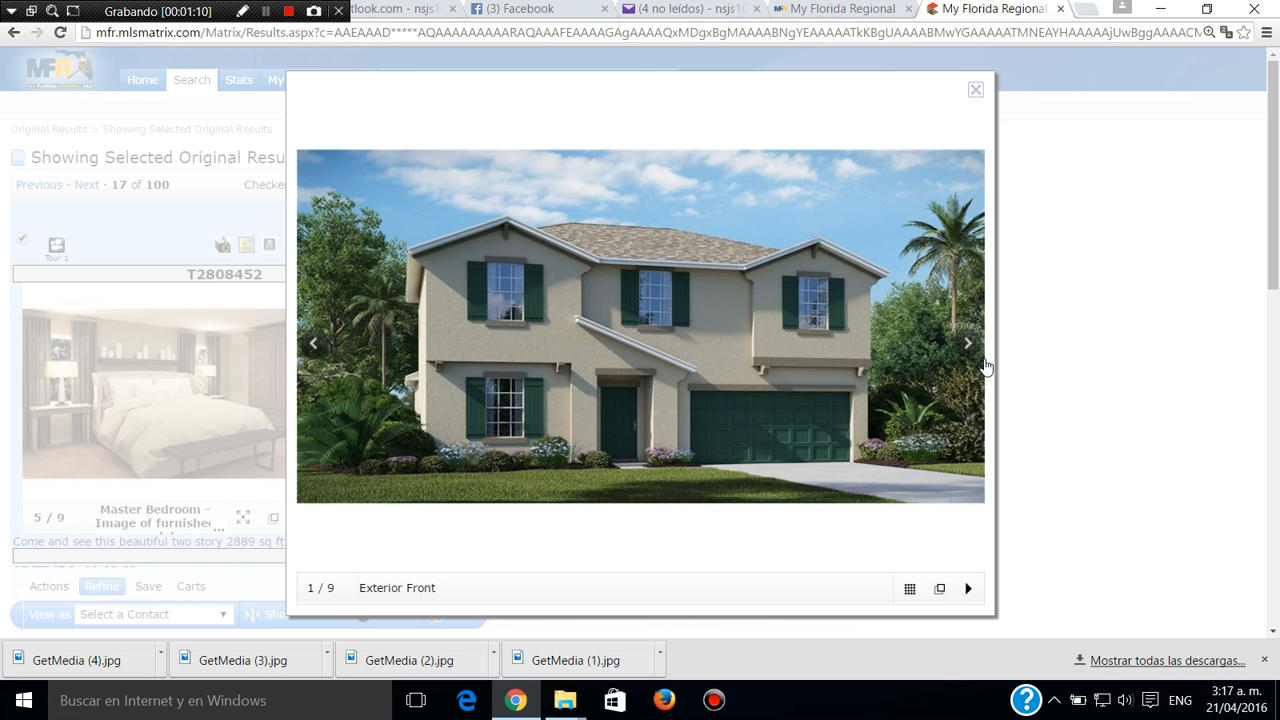 Grabando [00:01:10]
tlook.com - nsjs
(3) Facebook
(4 no leídos) - nsg
My Florida Regional
My Florida Regional
mfr.mlsmatrix.com/Matrix/Results.aspx?c=
Home Search Stats My
Original Results > Showing Selected Original Results
Showing Selected Original Resu
Previous · Next · 17 of 100 Checke
Tour 1
T2808452
5 / 9
Master Bedroom -
Image of furnished
...
Come and see this beautiful two story 2889 sq ft
Actions Refine Save Carts
View as Select a Contact Sho
1 / 9 Exterior Front
GetMedia (4).jpg GetMedia (3).jpg GetMedia (2).jpg GetMedia (1).jpg Mostrar todas las descargas...
Buscar en Internet y en Windows
ENG
3:17 a. m.
21/04/2016